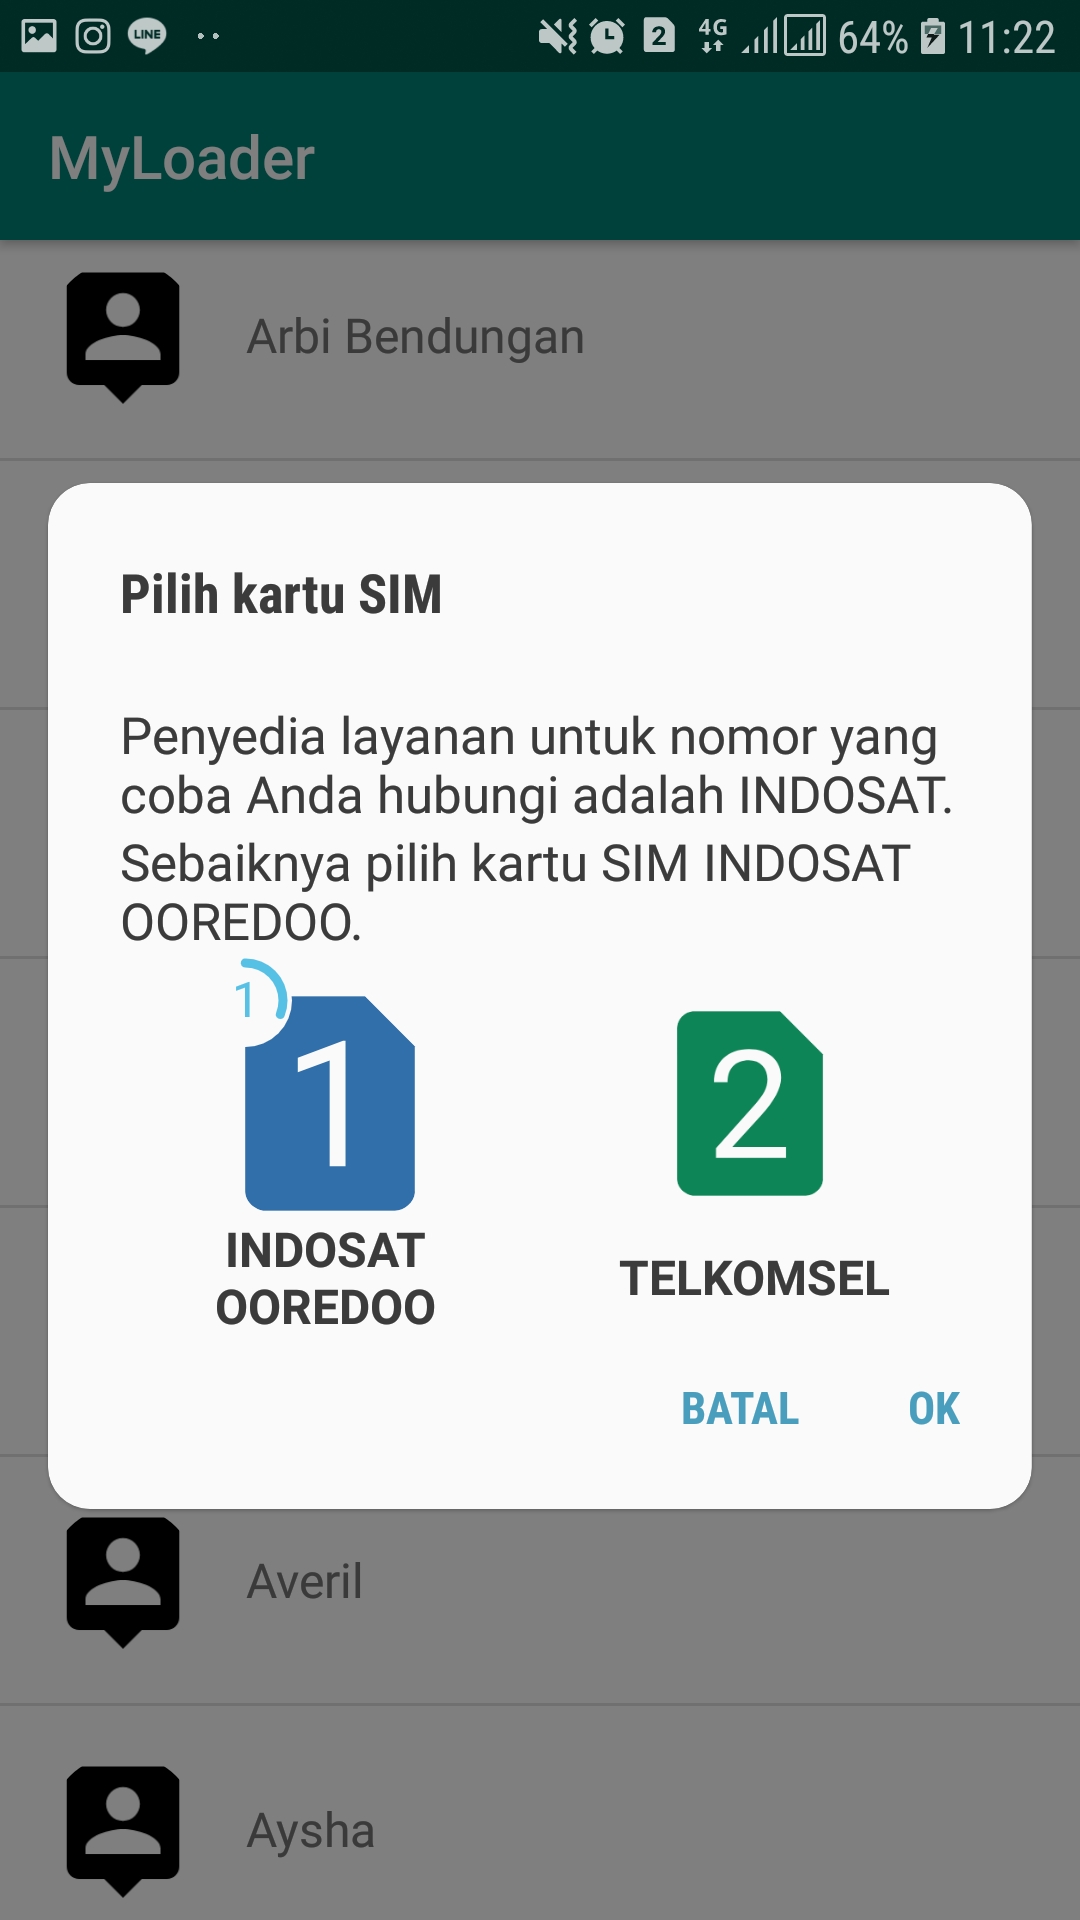 LINE 2 4G 64% 11:22
MyLoader
Arbi Bendungan
Pilih kartu SIM
Penyedia layanan untuk nomor yang
coba Anda hubungi adalah INDOSAT.
Sebaiknya pilih kartu SIM INDOSAT
OOREDOO.
1
1 2
INDOSAT
OOREDOO
TELKOMSEL
BATAL OK
Averil
Aysha